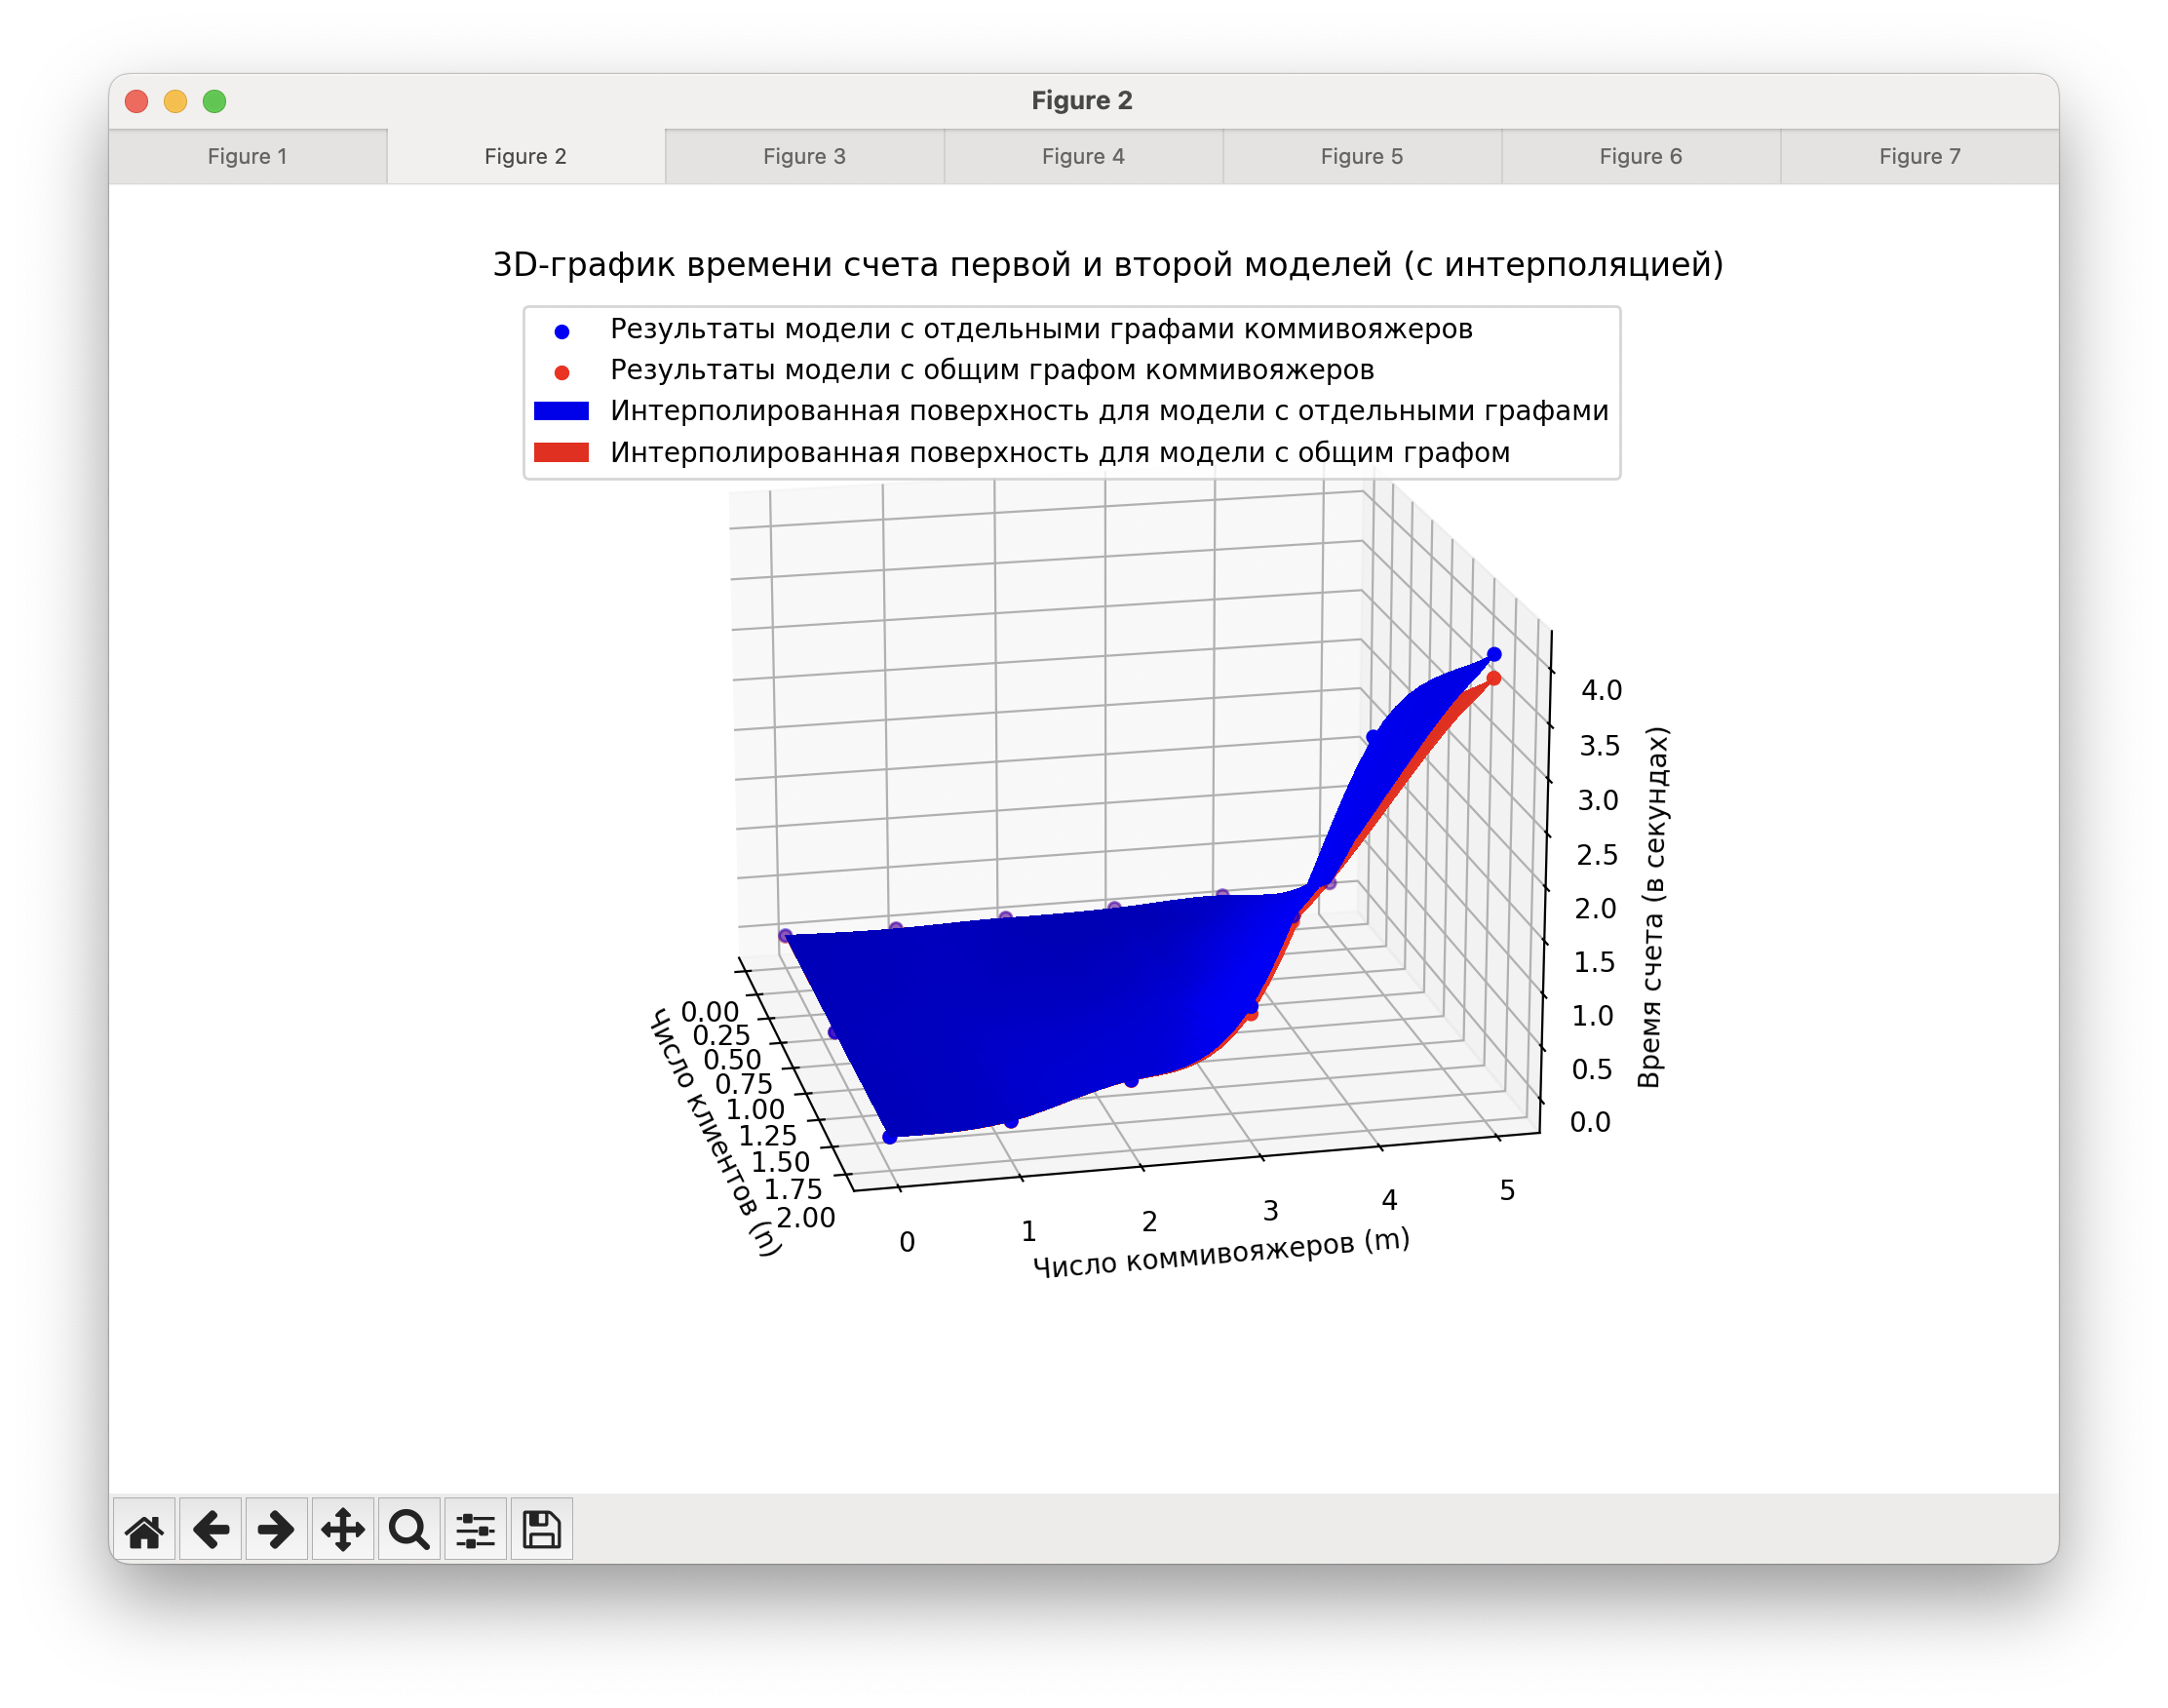 Figure 2
Figure 1
Figure 2
Figure 3
Figure 4
Figure 5
Figure 6
Figure 7
3D-график времени счета первой и второй моделей (с интерполяцией)
Результаты модели с отдельными графами коммивояжеров
Результаты модели с общим графом коммивояжеров
Интерполированная поверхность для модели с отдельными графами
Интерполированная поверхность для модели с общим графом
4.0
3.5
3.0
2.5
2.0
1.5
1.0
0.5
0.0
Время счета (в секундах)
0.00
0.25
0.50
0.75
1.00
1.25
1.50
1.75
2.00
Число клиентов (n)
0
1
2
3
4
5
Число коммивояжеров (m)